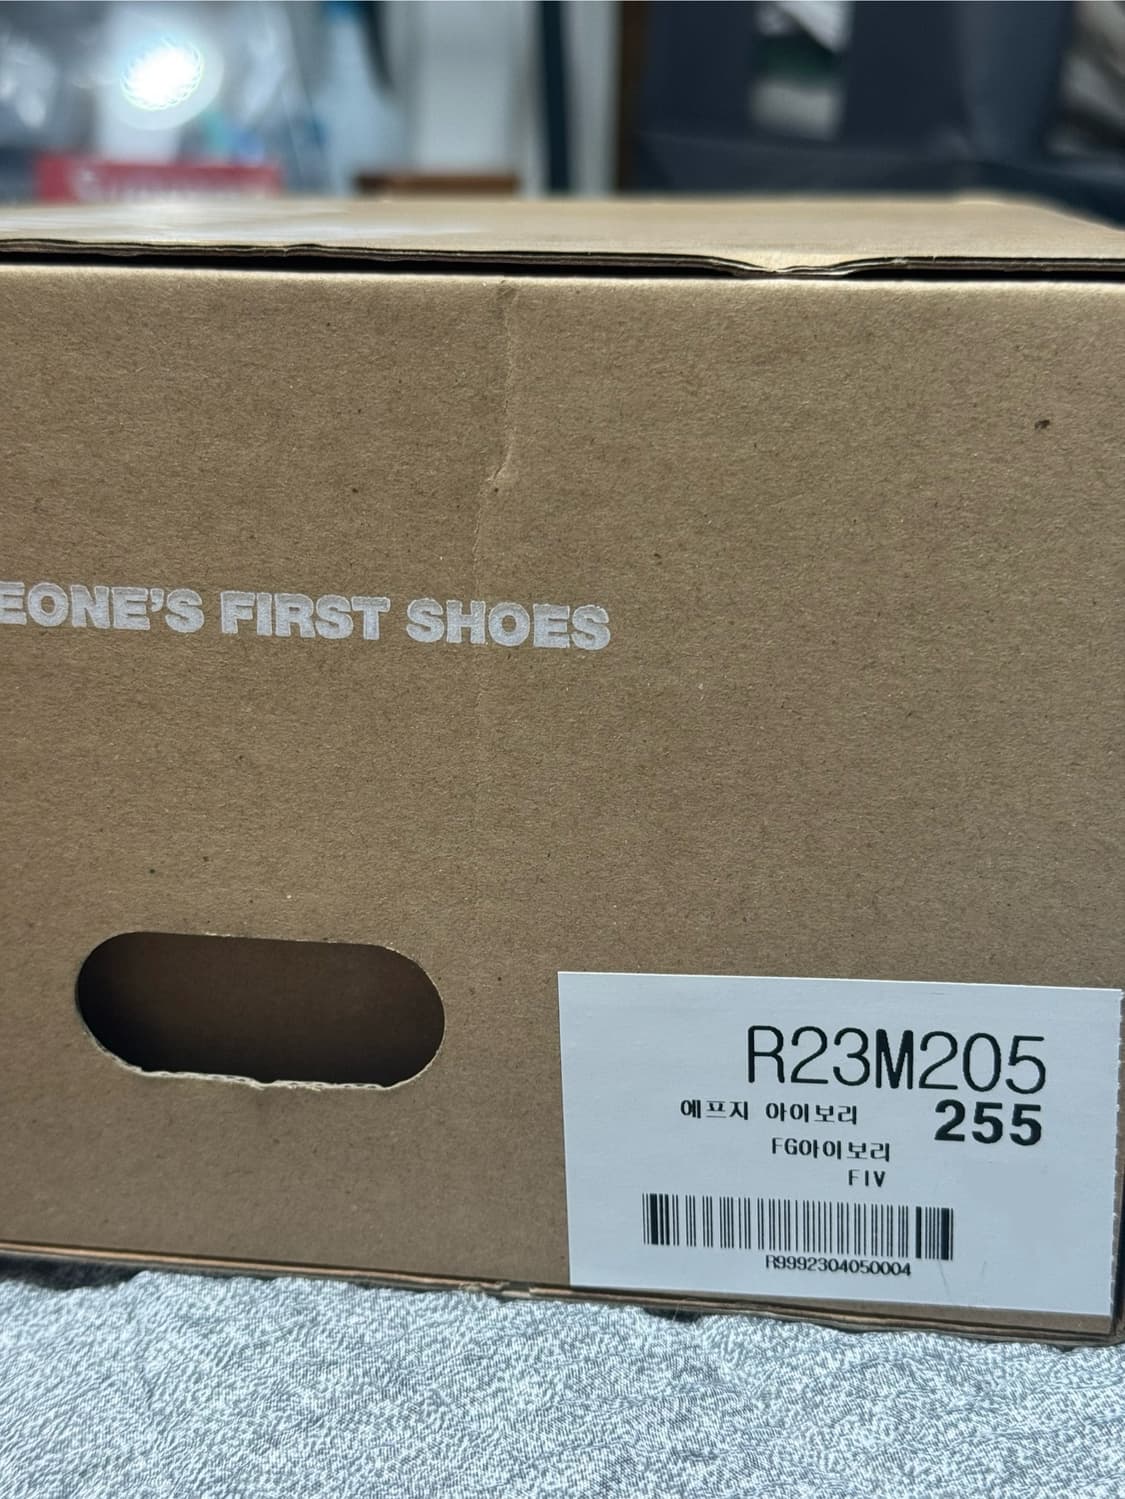 EONE'S FIRST SHOES
R23M205
에프지 아이보리 255
FG아이보리
FIV
R9992304050004